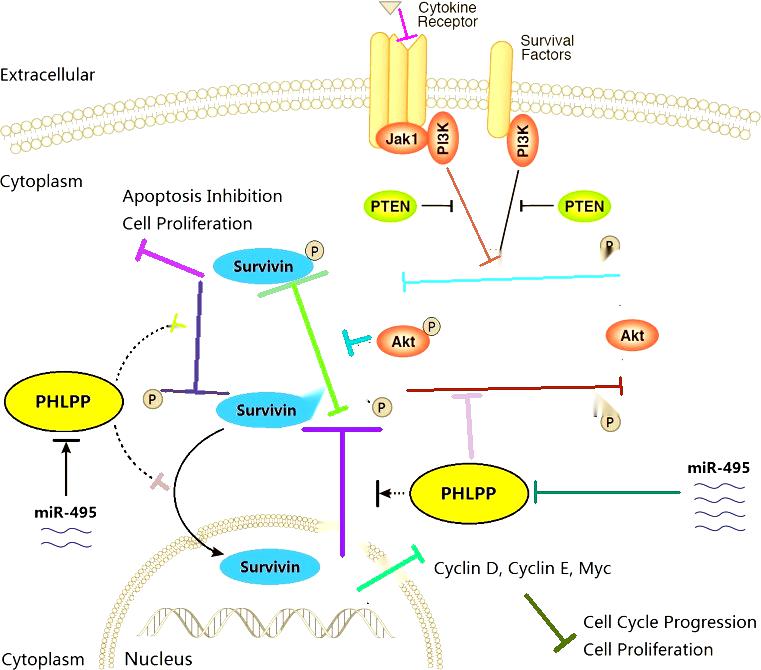 Cytokine
Receptor
Survival
Factors
Extracellular
Jak1
PI3K
PI3K
Cytoplasm
PTEN
PTEN
Apoptosis Inhibition
Cell Proliferation
P
Survivin
P
P
Akt
Akt
PHLPP
P
Survivin
P
P
miR-495
PHLPP
miR-495
Survivin
Cyclin D, Cyclin E, Myc
Cell Cycle Progression
Cell Proliferation
Cytoplasm
Nucleus